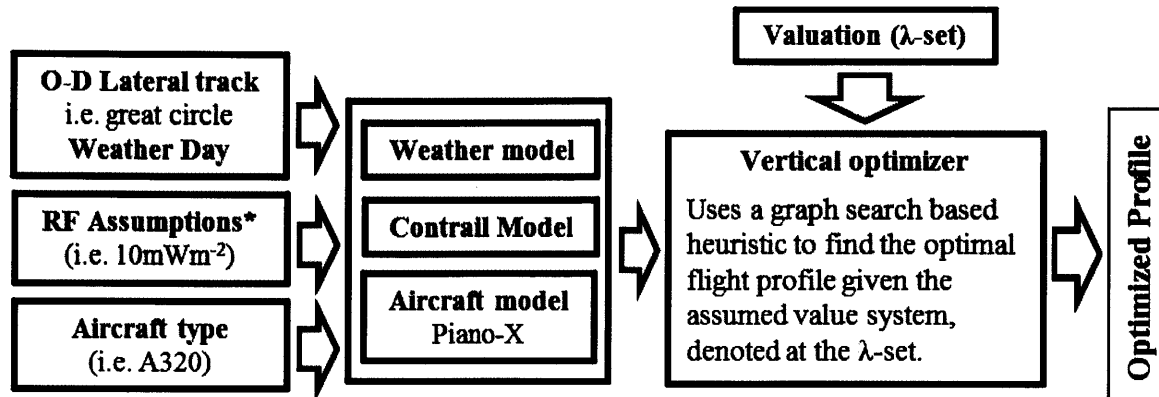 O-D Lateral track
i.e. great circle
Weather Day
RF Assumptions*
(i.e. 10mWm-2)
Aircraft type
(i.e. A320)
Weather model
Contrail Model
Aircraft model
Piano-X
Valuation (λ-set)
Vertical optimizer
Uses a graph search based
heuristic to find the optimal
flight profile given the
assumed value system,
denoted at the λ-set.
Optimized Profile